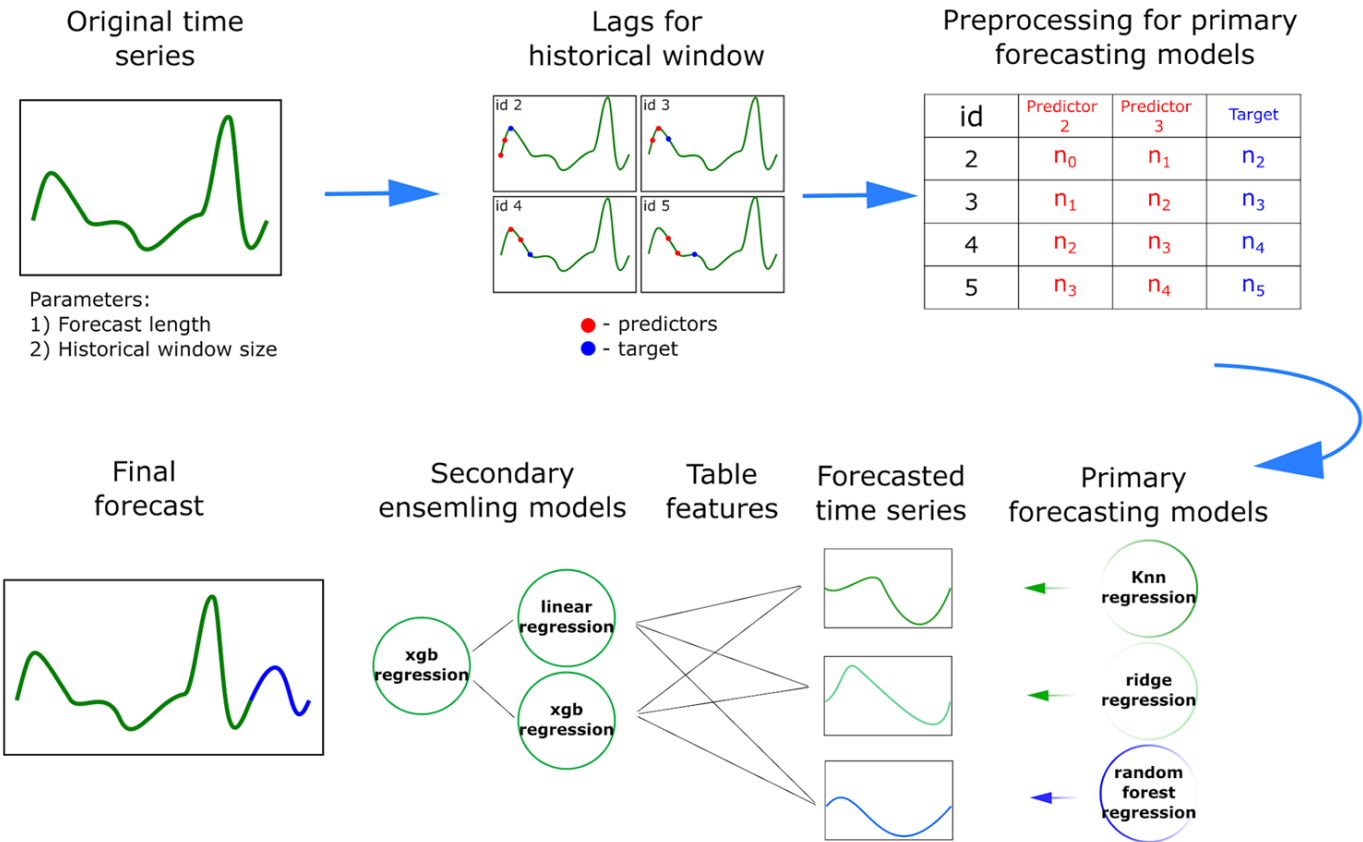 Original time
series
Lags for
historical window
Preprocessing for primary
forecasting models
id 2
id 3
id 4
id 5
Parameters:
1) Forecast length
2) Historical window size
- predictors
- target
id Predictor 2 Predictor 3 Target
2 n₀ n₁ n₂
3 n₁ n₂ n₃
4 n₂ n₃ n₄
5 n₃ n₄ n₅
Final
forecast
Secondary
ensemling models
Table
features
Forecasted
time series
Primary
forecasting models
xgb
regression
linear
regression
xgb
regression
Knn
regression
ridge
regression
random
forest
regression